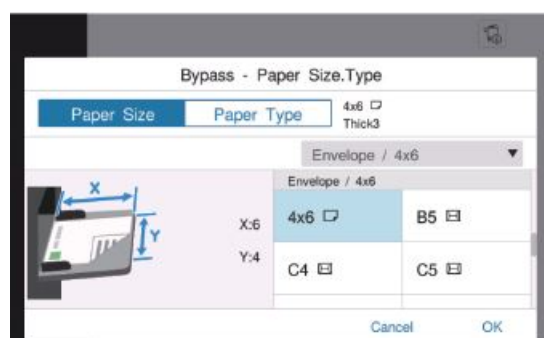 Bypass - Paper Size.Type
Paper Size
Paper Type
4x6
Thick3
Envelope / 4x6
Envelope / 4x6
X
Y
X:6
Y:4
4x6
B5
C4
C5
Cancel
OK